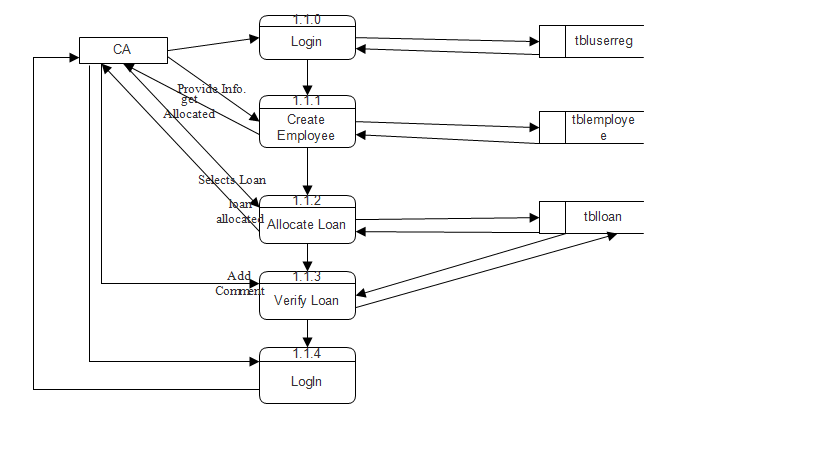 1.1.0
Login
CA
tbluserreg
Provide Info.
get
Allocated
1.1.1
Create
Employee
tblemploye
e
Selects Loan
loan
allocated
1.1.2
Allocate Loan
tblloan
Add
Comment
1.1.3
Verify Loan
1.1.4
LogIn